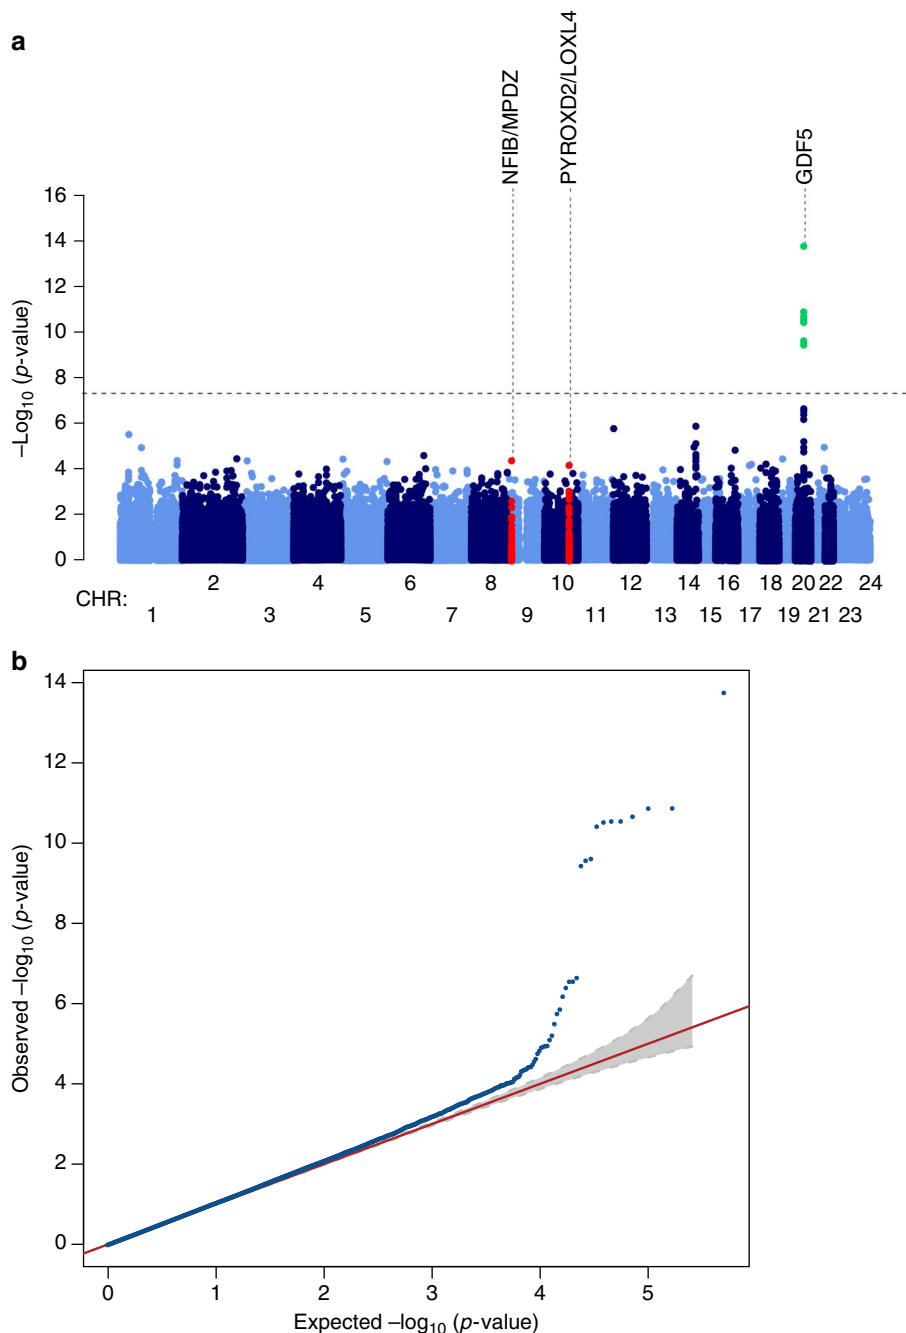 a
NFIB/MPDZ
PYROXD2/LOXL4
GDF5
16
14
12
10
8
6
4
2
0
–Log10 (p-value)
2 4 6 8 10 12 14 16 18 20 22 24
CHR:
1 3 5 7 9 11 13 15 17 19 21 23
b
14
12
10
8
6
4
2
0
Observed –log10 (p-value)
0 1 2 3 4 5
Expected –log10 (p-value)